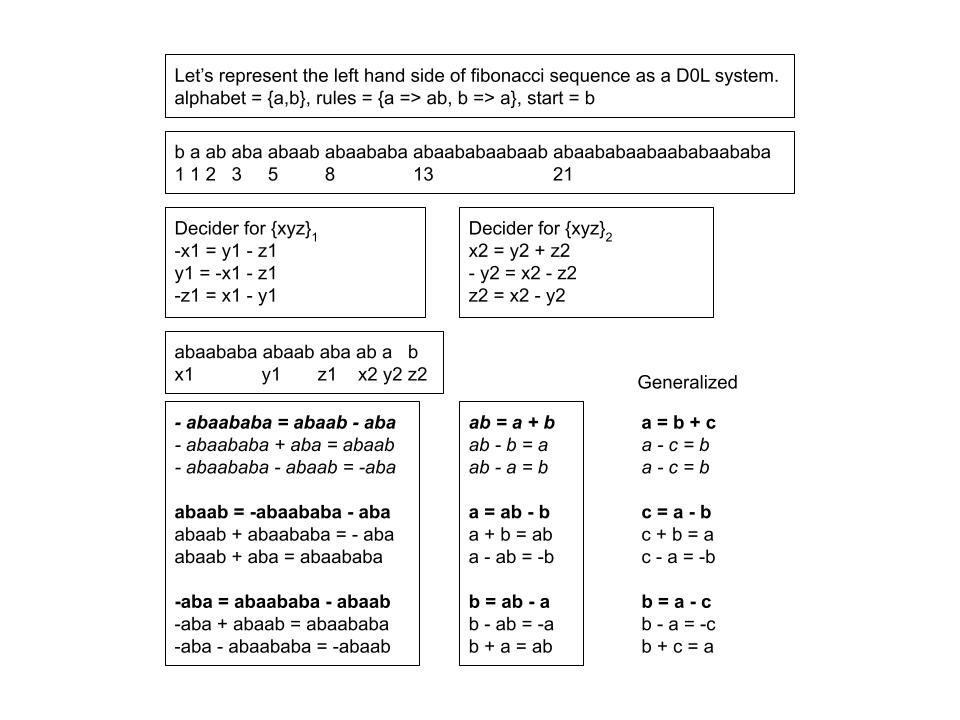 Let’s represent the left hand side of fibonacci sequence as a D0L system.
alphabet = {a,b}, rules = {a => ab, b => a}, start = b
b a ab aba abaab abaababa abaababaabaab abaababaabaababaababa
1 1 2 3 5 8 13 21
Decider for {xyz}1
-x1 = y1 - z1
y1 = -x1 - z1
-z1 = x1 - y1
Decider for {xyz}2
x2 = y2 + z2
- y2 = x2 - z2
z2 = x2 - y2
abaababa abaab aba ab a b
x1 y1 z1 x2 y2 z2
- abaababa = abaab - aba
- abaababa + aba = abaab
- abaababa - abaab = -aba
abaab = -abaababa - aba
abaab + abaababa = - aba
abaab + aba = abaababa
-aba = abaababa - abaab
-aba + abaab = abaababa
-aba - abaababa = -abaab
ab = a + b
ab - b = a
ab - a = b
a = ab - b
a + b = ab
a - ab = -b
b = ab - a
b - ab = -a
b + a = ab
Generalized
a = b + c
a - c = b
a - c = b
c = a - b
c + b = a
c - a = -b
b = a - c
b - a = -c
b + c = a